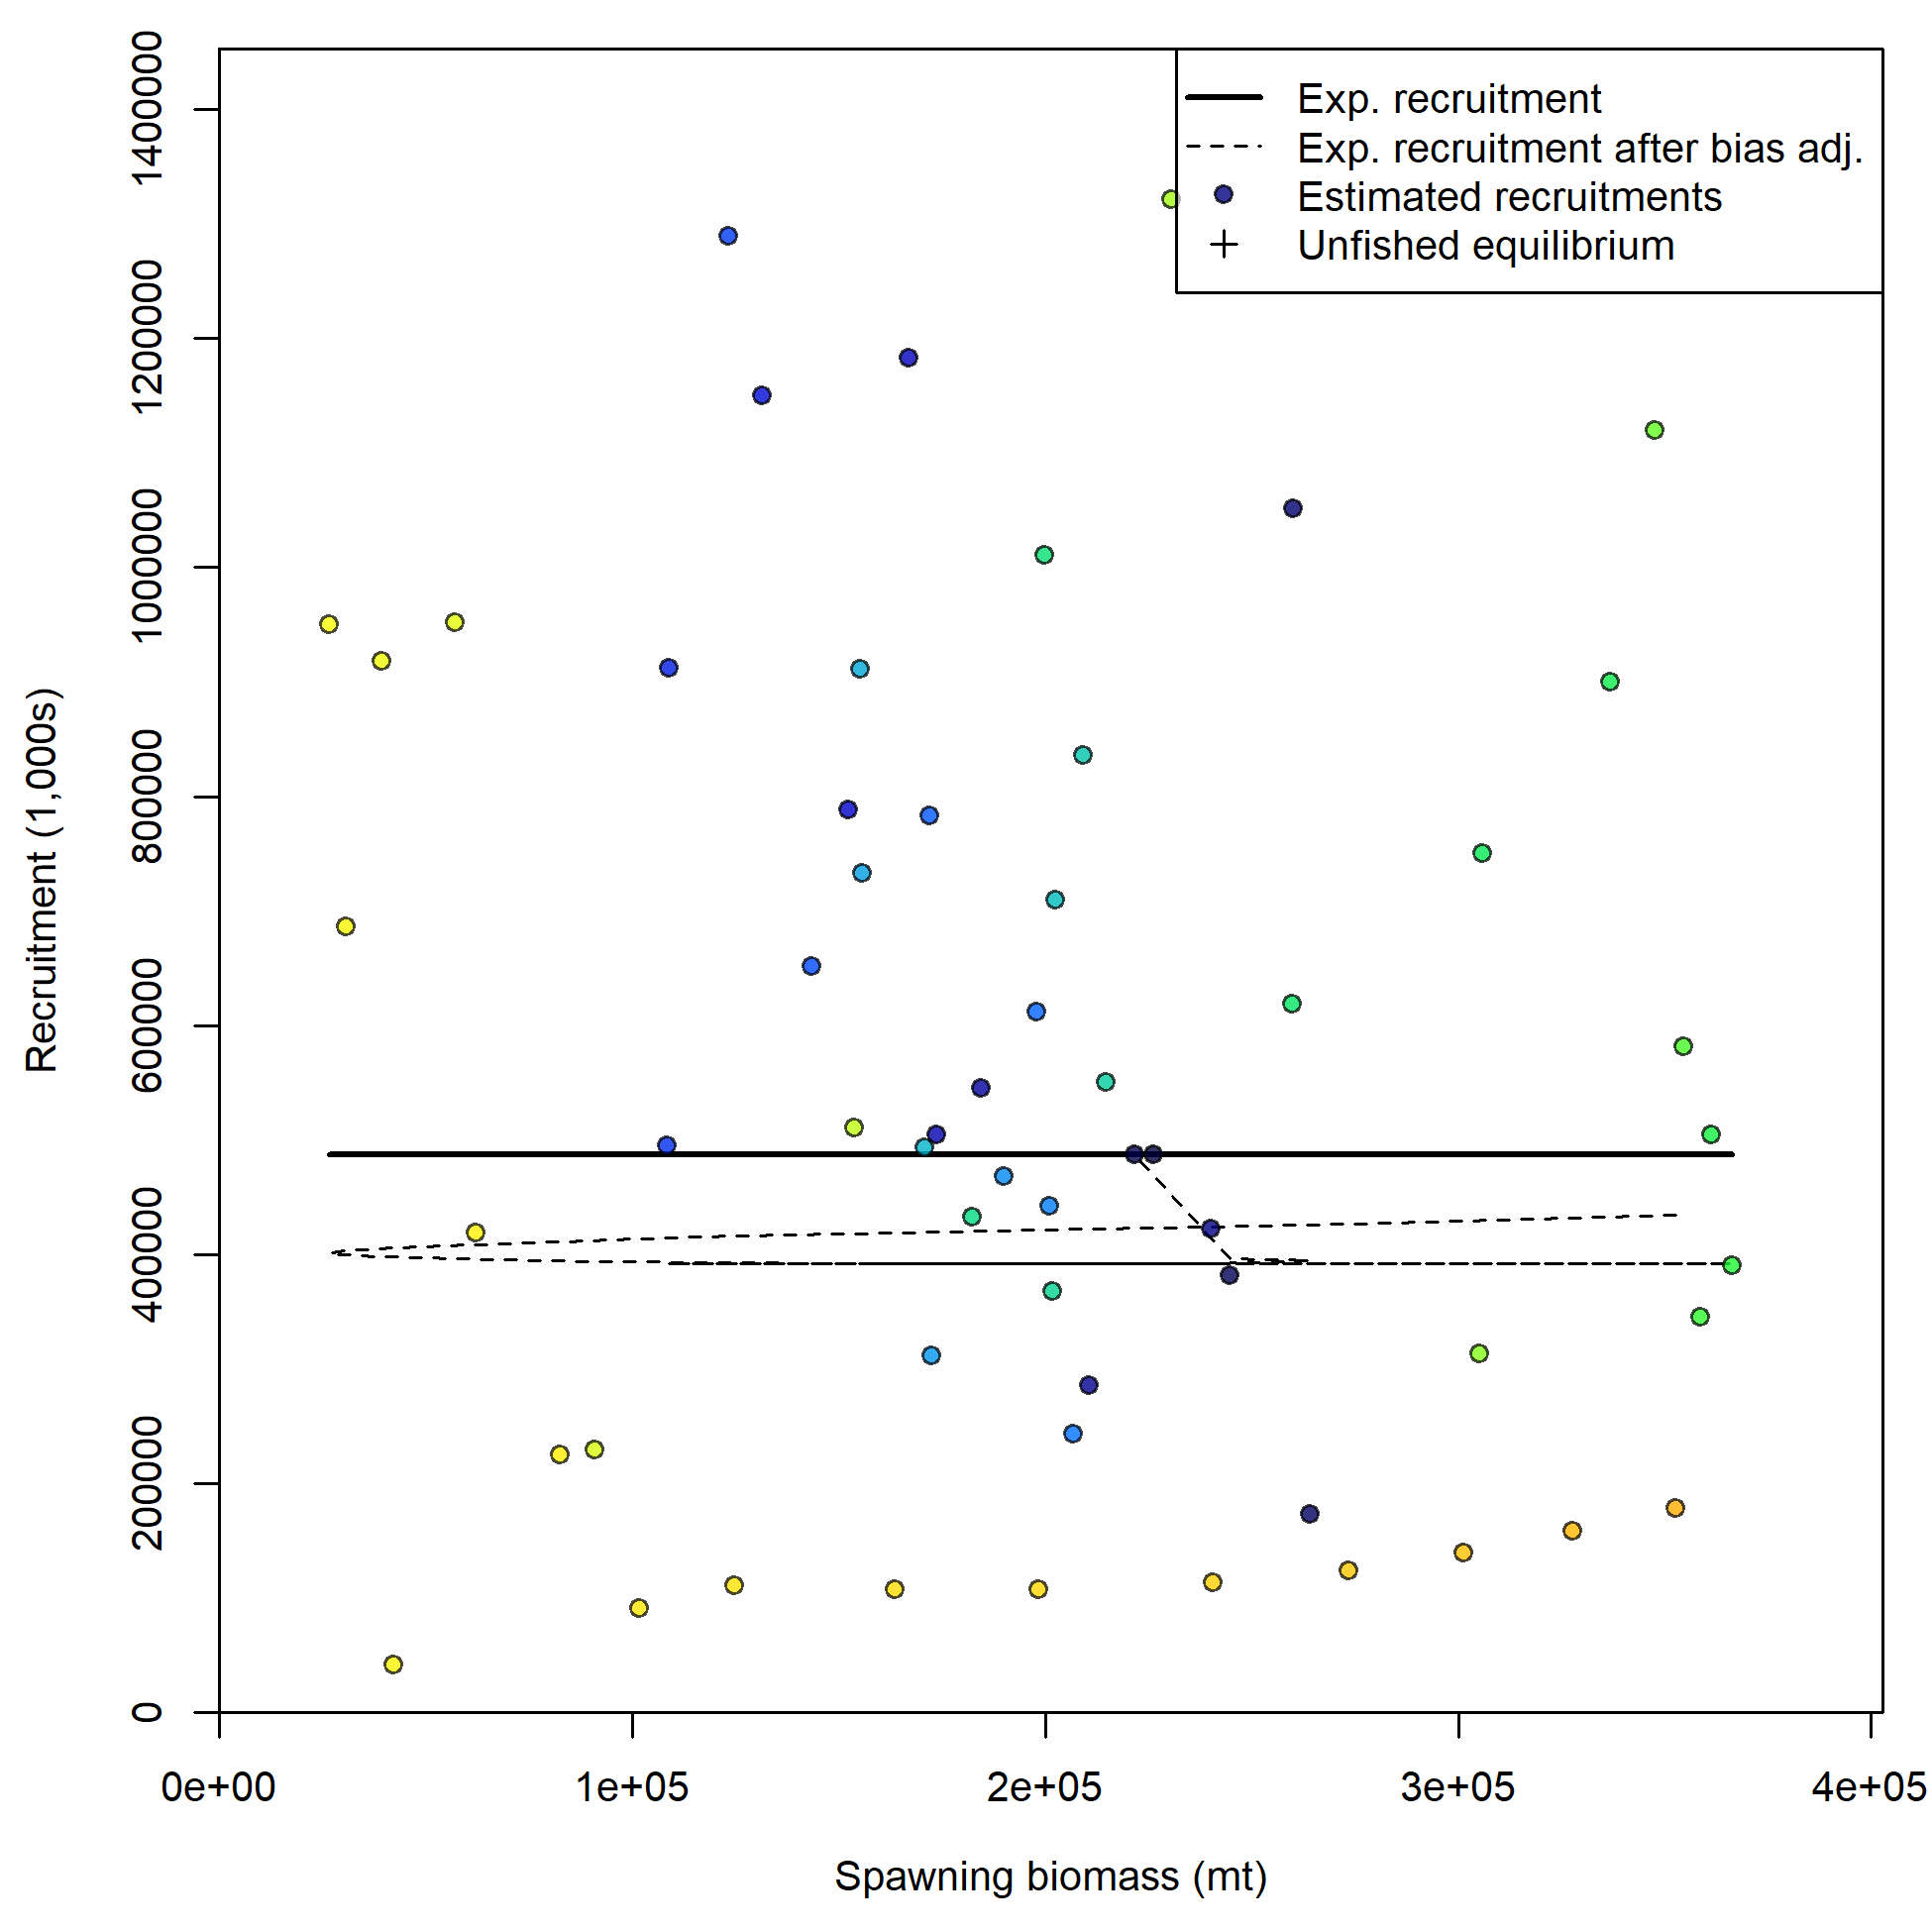 Exp. recruitment
Exp. recruitment after bias adj.
Estimated recruitments
Unfished equilibrium
1400000
1200000
1000000
800000
600000
400000
200000
0
Recruitment (1,000s)
0e+00 1e+05 2e+05 3e+05 4e+05
Spawning biomass (mt)